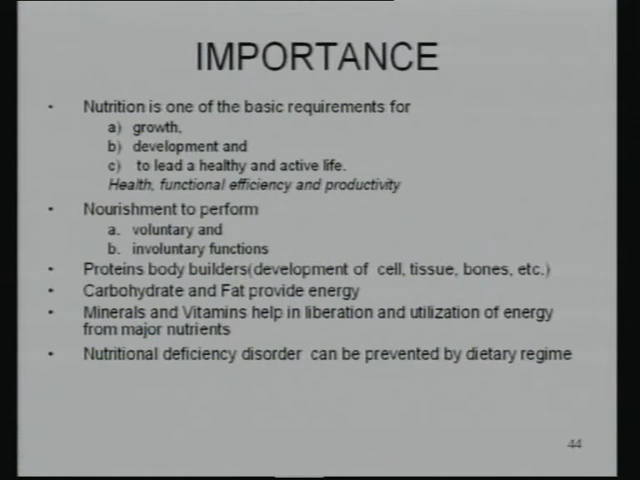 IMPORTANCE
• Nutrition is one of the basic requirements for
a) growth,
b) development and
c) to lead a healthy and active life.
Health, functional efficiency and productivity
• Nourishment to perform
a. voluntary and
b. involuntary functions
• Proteins body builders(development of cell, tissue, bones, etc.)
• Carbohydrate and Fat provide energy
• Minerals and Vitamins help in liberation and utilization of energy
from major nutrients
• Nutritional deficiency disorder can be prevented by dietary regime
44